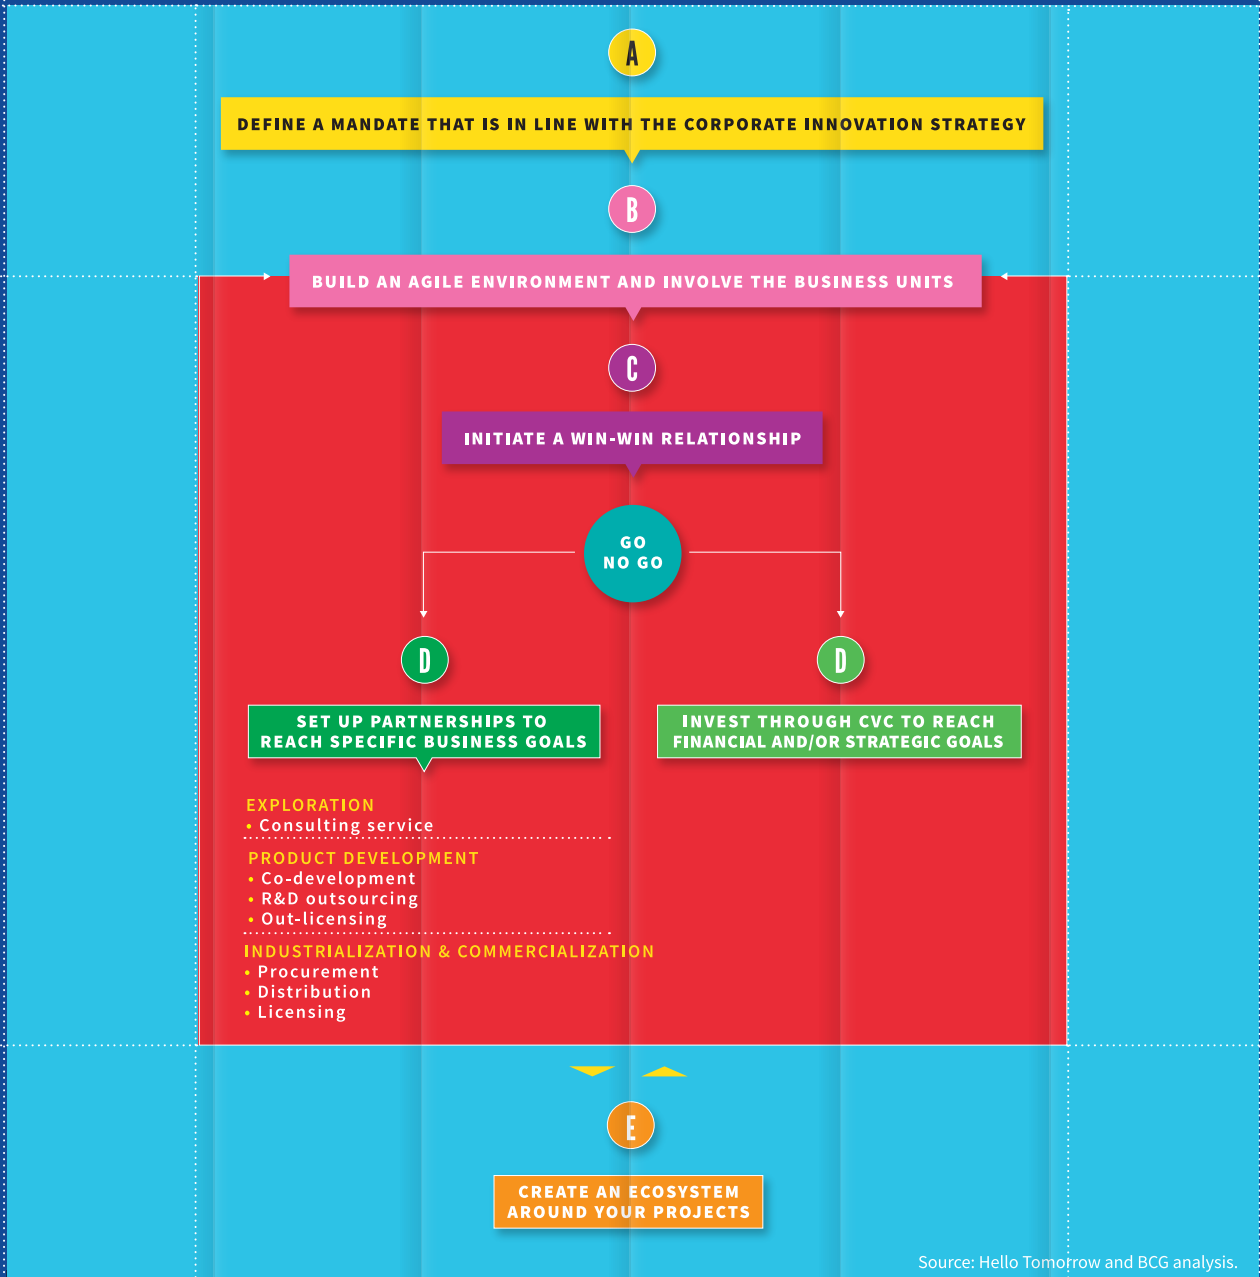 A
DEFINE A MANDATE THAT IS IN LINE WITH THE CORPORATE INNOVATION STRATEGY
B
BUILD AN AGILE ENVIRONMENT AND INVOLVE THE BUSINESS UNITS
C
INITIATE A WIN-WIN RELATIONSHIP
GO
NO GO
D
SET UP PARTNERSHIPS TO
REACH SPECIFIC BUSINESS GOALS
EXPLORATION
• Consulting service
PRODUCT DEVELOPMENT
• Co-development
• R&D outsourcing
• Out-licensing
INDUSTRIALIZATION & COMMERCIALIZATION
• Procurement
• Distribution
• Licensing
D
INVEST THROUGH CVC TO REACH
FINANCIAL AND/OR STRATEGIC GOALS
E
CREATE AN ECOSYSTEM
AROUND YOUR PROJECTS
Source: Hello Tomorrow and BCG analysis.